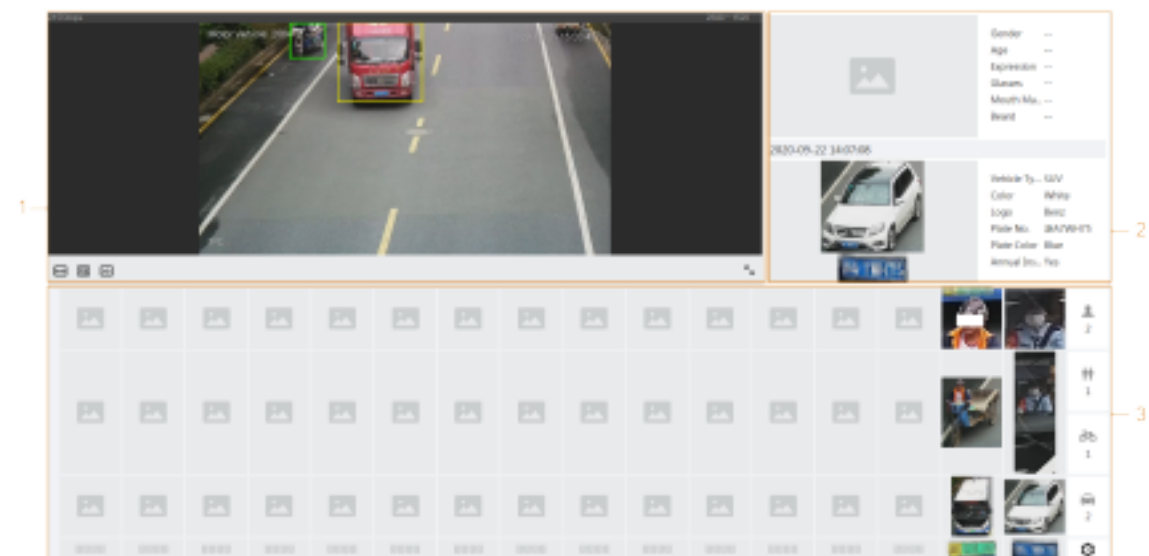 1
Gender --
Age --
Expression --
Glasses --
Mouth Ma... --
Beard --
2020-09-22 14:07:08
Vehicle Ty... SUV
Color White
Logo Benz
Plate No.
Plate Color Blue
Annual Ins... Yes
2
2
1
3
1
2